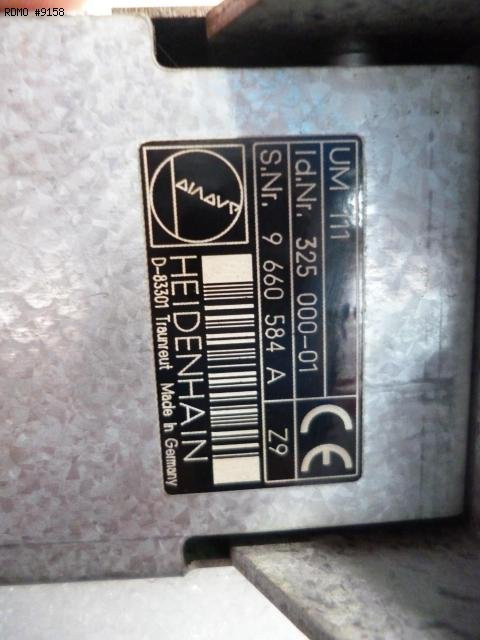 RDMO #9158
UM 111
Id.Nr. 325 000-01
S.Nr. 9 660 584 A
Z9
CE
HEIDENHAIN
D-83301 Traunreut Made in Germany